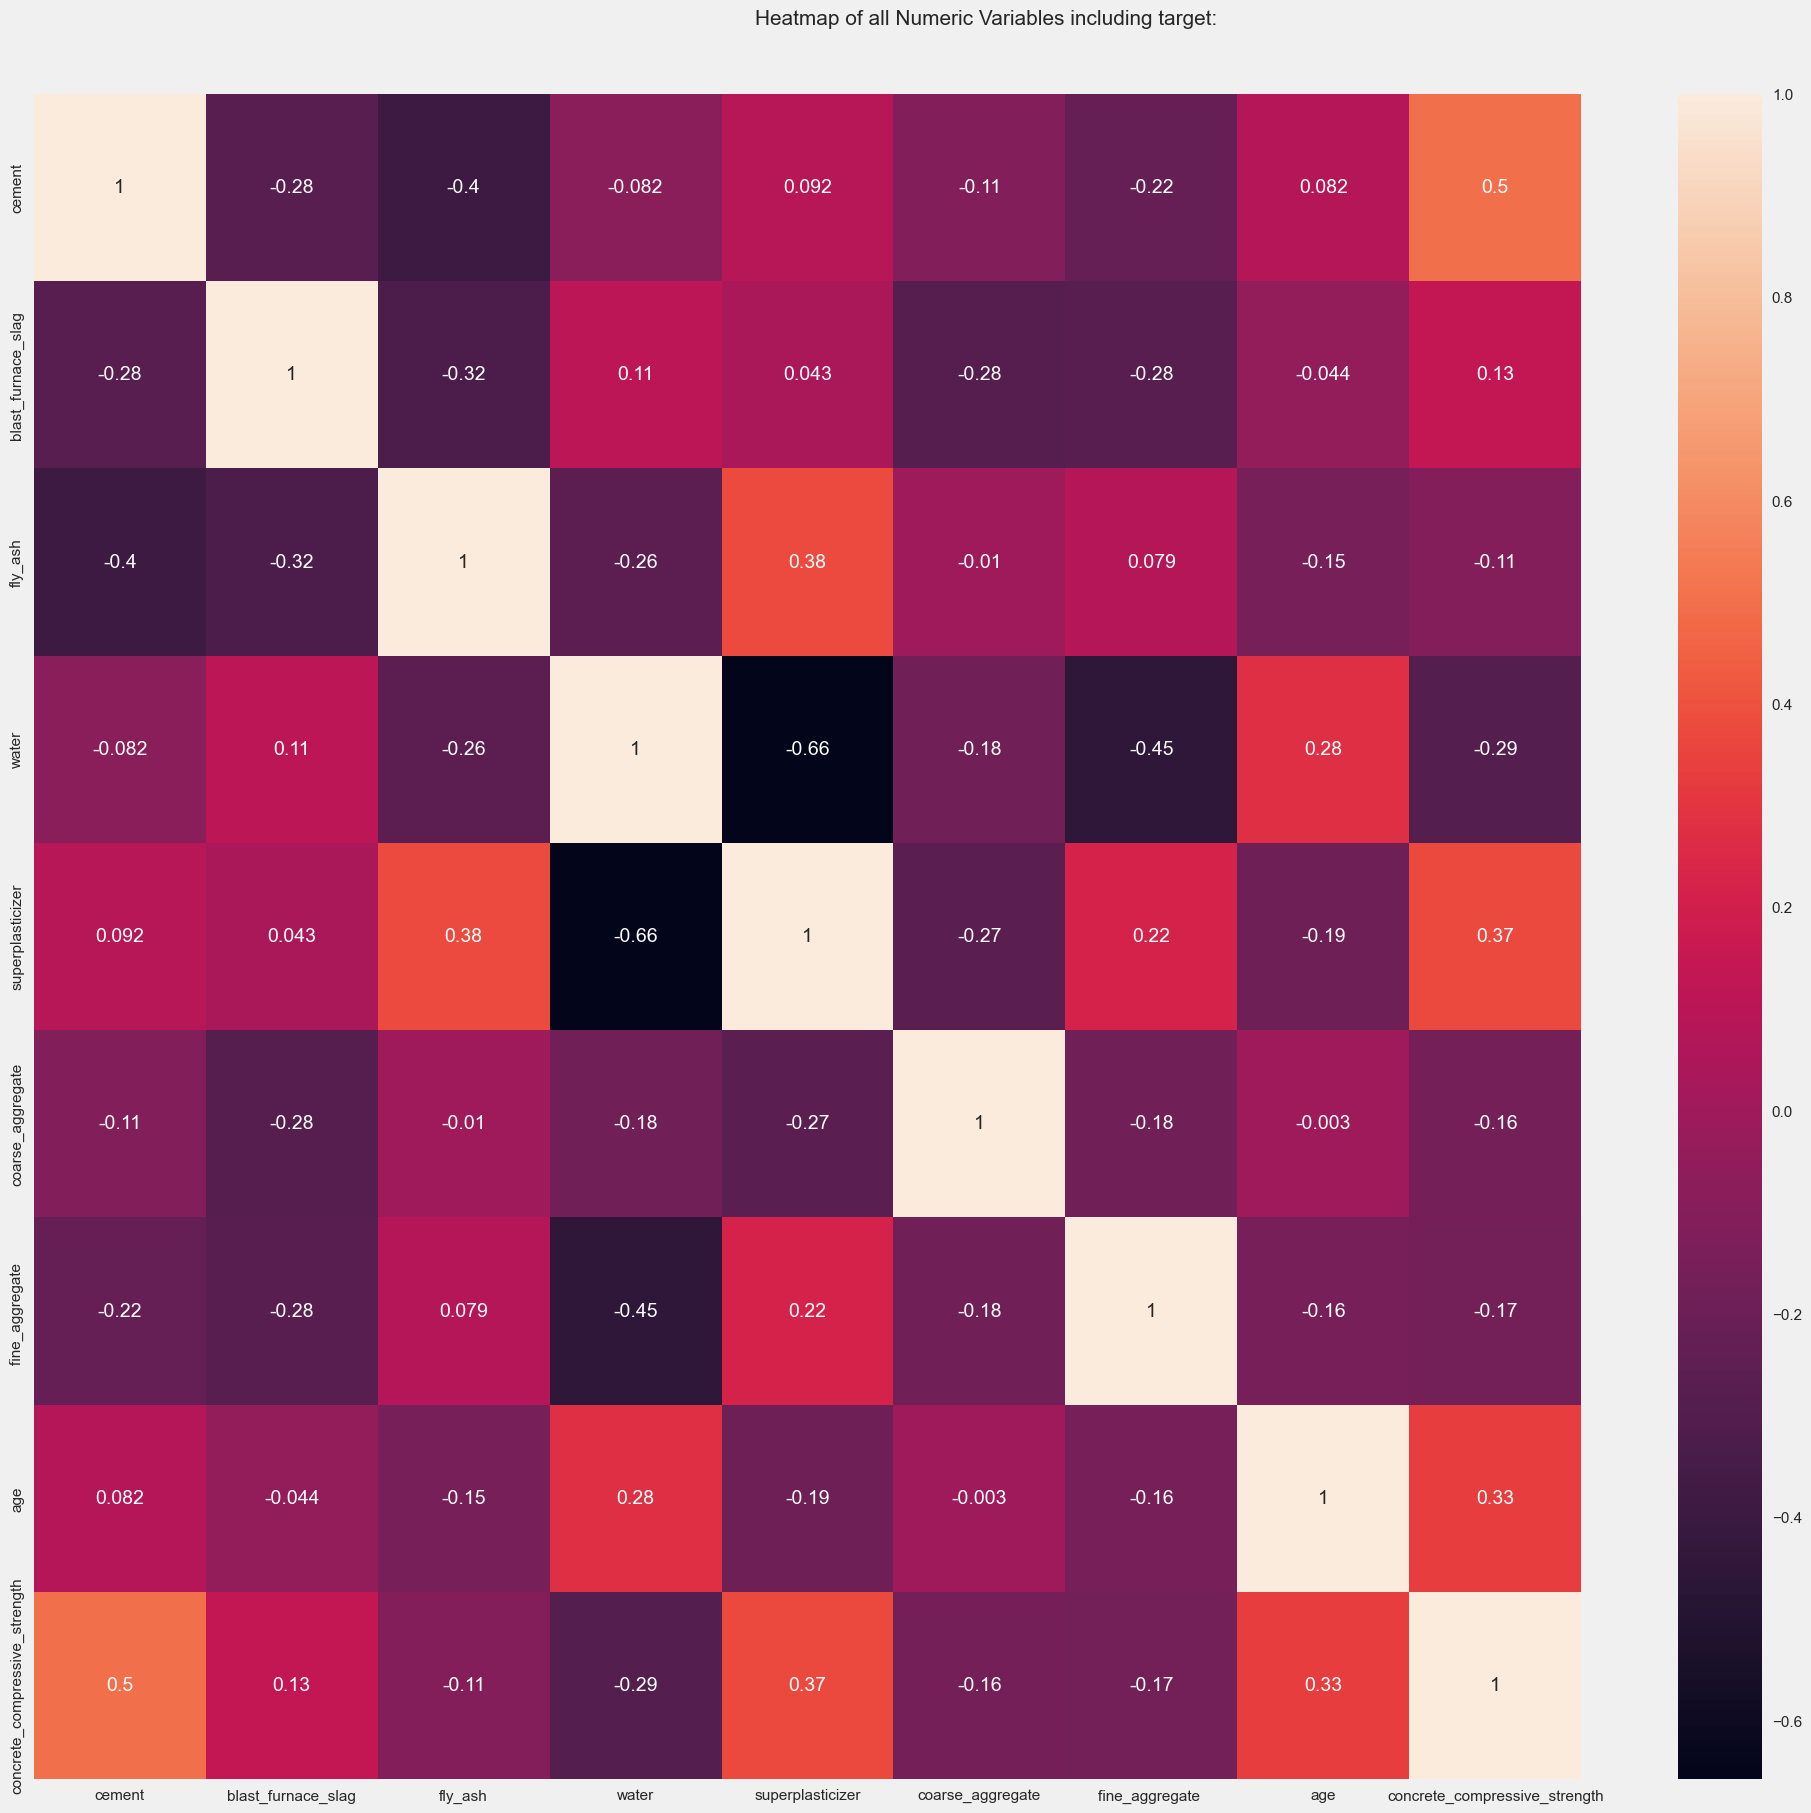 Heatmap of all Numeric Variables including target:
cement 1 -0.28 -0.4 -0.082 0.092 -0.11 -0.22 0.082 0.5
blast_furnace_slag -0.28 1 -0.32 0.11 0.043 -0.28 -0.28 -0.044 0.13
fly_ash -0.4 -0.32 1 -0.26 0.38 -0.01 0.079 -0.15 -0.11
water -0.082 0.11 -0.26 1 -0.66 -0.18 -0.45 0.28 -0.29
superplasticizer 0.092 0.043 0.38 -0.66 1 -0.27 0.22 -0.19 0.37
coarse_aggregate -0.11 -0.28 -0.01 -0.18 -0.27 1 -0.18 -0.003 -0.16
fine_aggregate -0.22 -0.28 0.079 -0.45 0.22 -0.18 1 -0.16 -0.17
age 0.082 -0.044 -0.15 0.28 -0.19 -0.003 -0.16 1 0.33
concrete_compressive_strength 0.5 0.13 -0.11 -0.29 0.37 -0.16 -0.17 0.33 1
cement blast_furnace_slag fly_ash water superplasticizer coarse_aggregate fine_aggregate age concrete_compressive_strength
1.0
0.8
0.6
0.4
0.2
0.0
−0.2
−0.4
−0.6